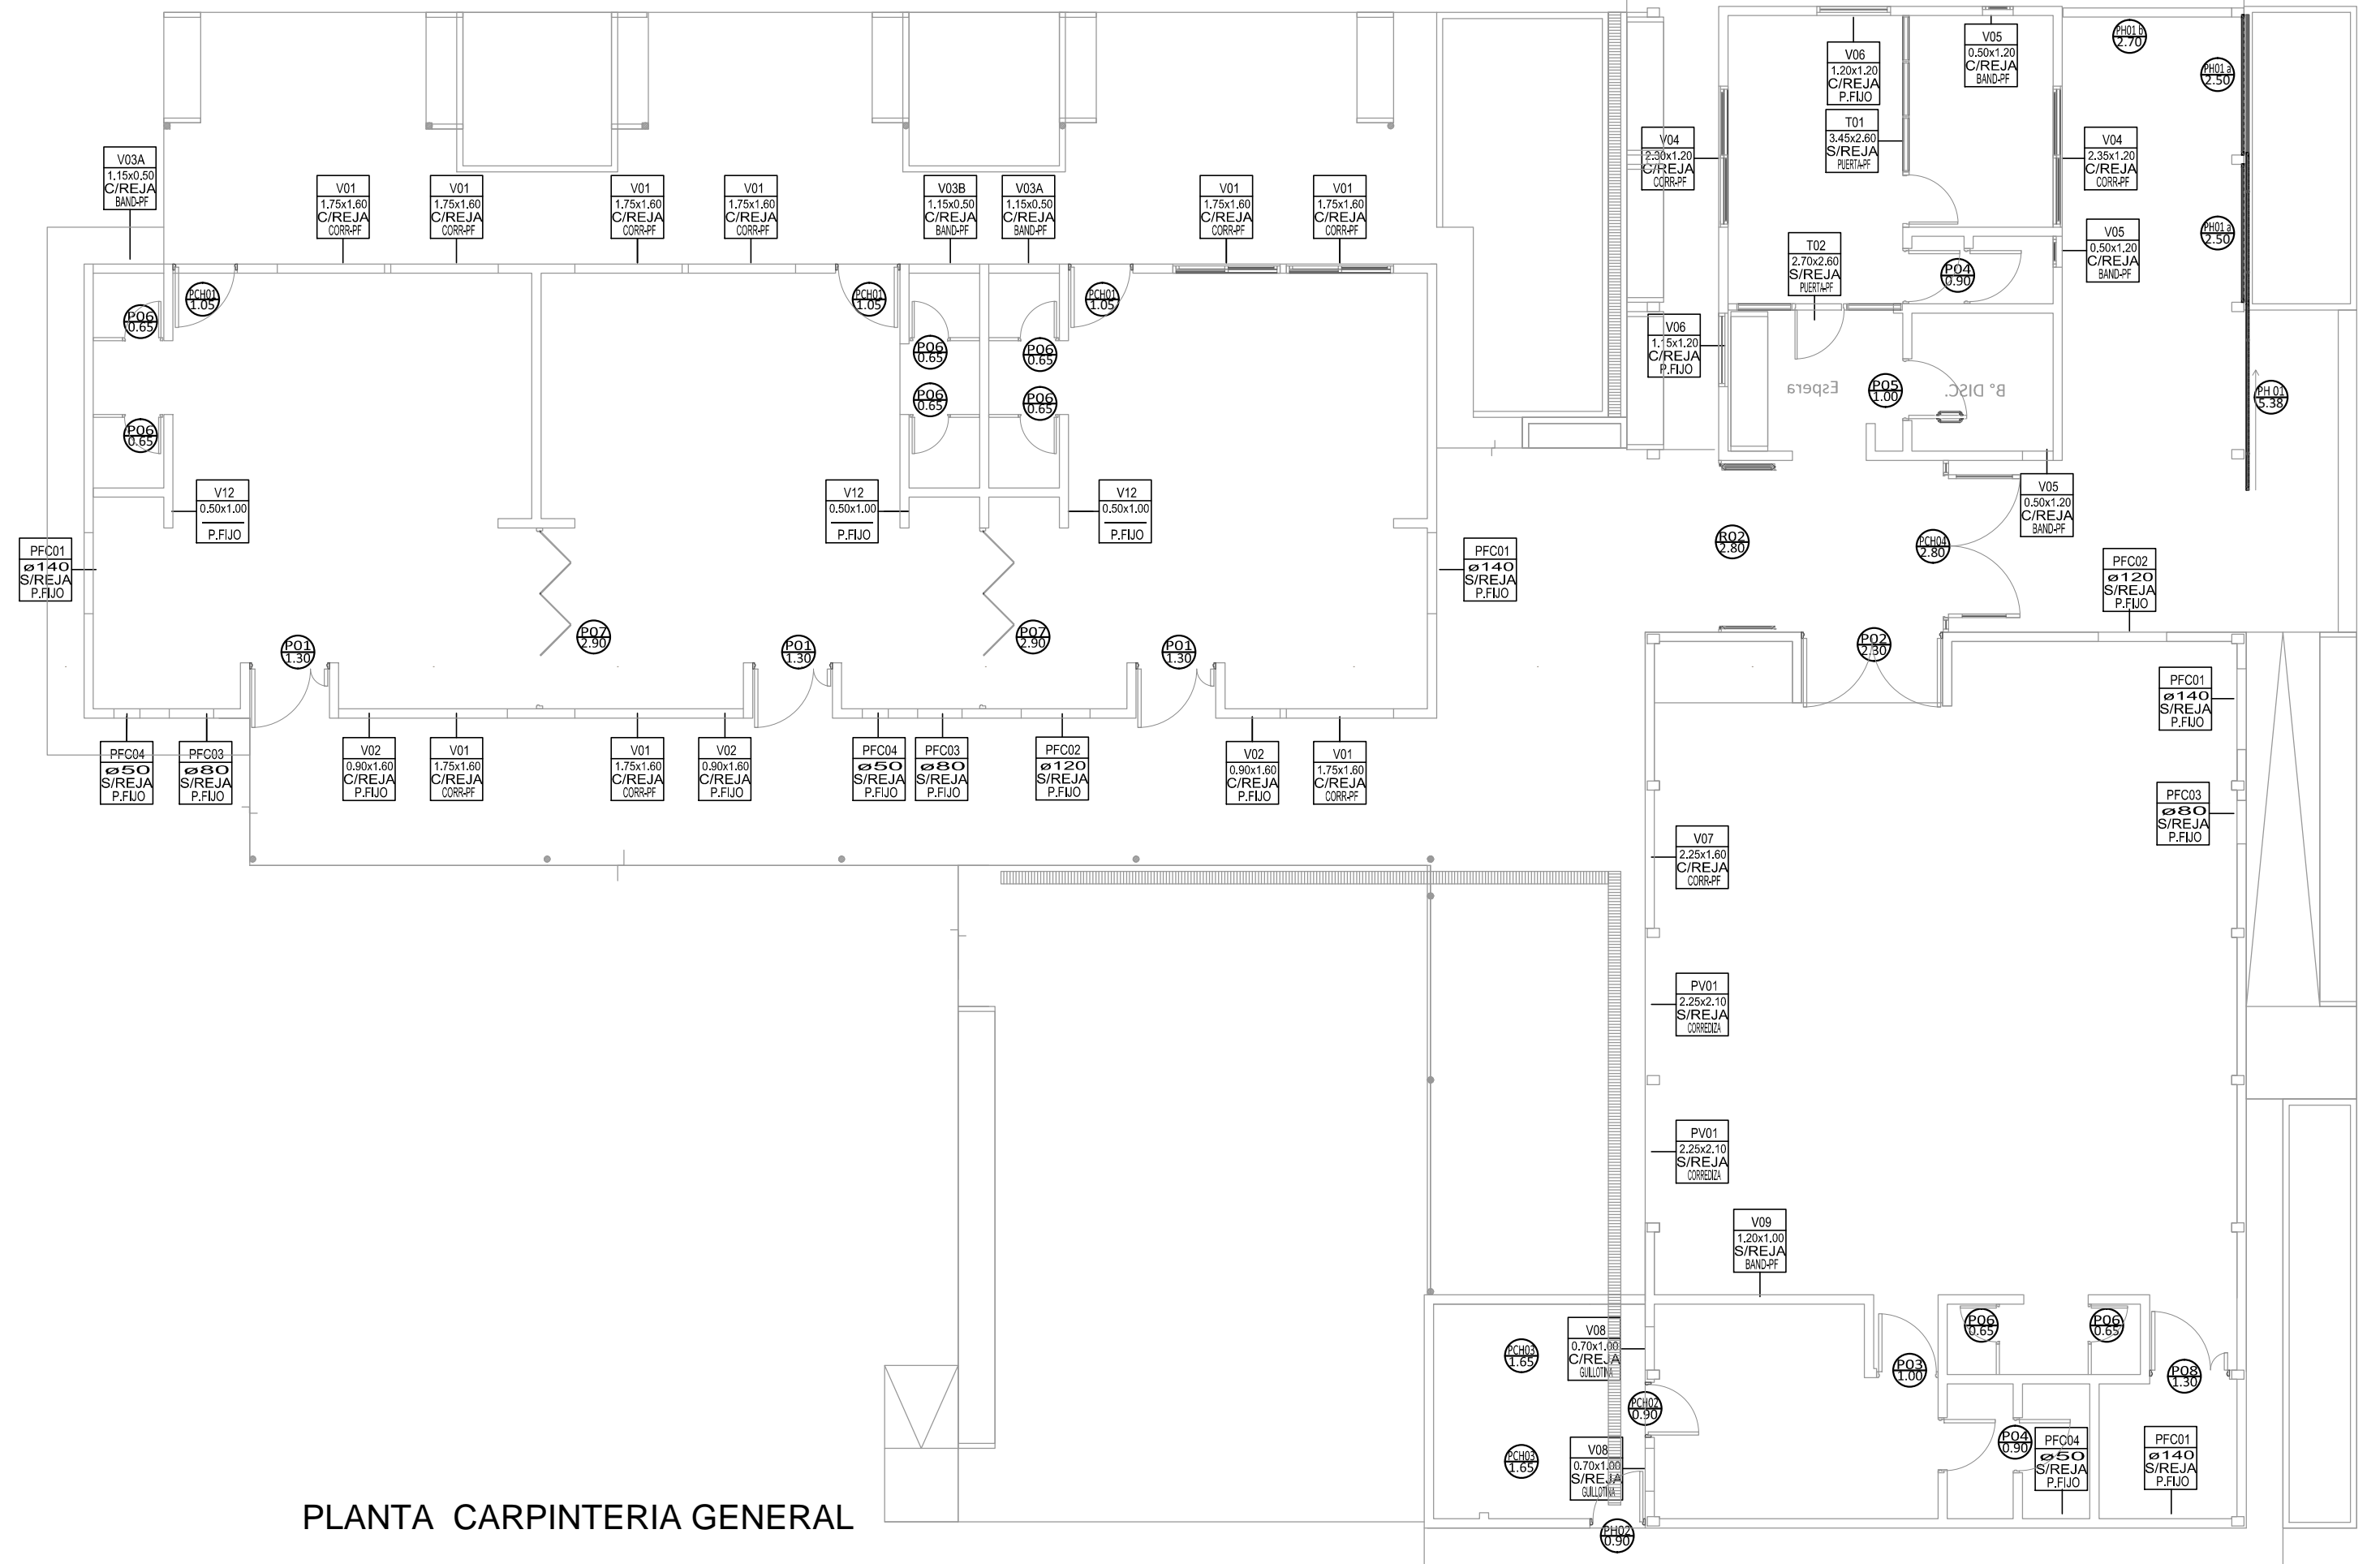 PH01 b
2.70
V06
1.20x1.20
C/REJA
P.FIJO
V05
0.50x1.20
C/REJA
BAND-PF
PH01 a
2.50
T01
3.45x2.60
S/REJA
PUERTA-PF
V04
2.30x1.20
C/REJA
CORR-PF
V04
2.35x1.20
C/REJA
CORR-PF
V03A
1.15x0.50
C/REJA
BAND-PF
V01
1.75x1.60
C/REJA
CORR-PF
V01
1.75x1.60
C/REJA
CORR-PF
V01
1.75x1.60
C/REJA
CORR-PF
V01
1.75x1.60
C/REJA
CORR-PF
V03B
1.15x0.50
C/REJA
BAND-PF
V03A
1.15x0.50
C/REJA
BAND-PF
V01
1.75x1.60
C/REJA
CORR-PF
V01
1.75x1.60
C/REJA
CORR-PF
T02
2.70x2.60
S/REJA
PUERTA-PF
V05
0.50x1.20
C/REJA
BAND-PF
PH01 a
2.50
P04
0.90
PCH01
1.05
PCH01
1.05
PCH01
1.05
P06
0.65
P06
0.65
P06
0.65
V06
1.15x1.20
C/REJA
P.FIJO
Espera
P05
1.00
B° DISC.
PH 01
5.38
P06
0.65
P06
0.65
P06
0.65
V12
0.50x1.00
P.FIJO
V12
0.50x1.00
P.FIJO
V12
0.50x1.00
P.FIJO
V05
0.50x1.20
C/REJA
BAND-PF
PFC01
ø140
S/REJA
P.FIJO
PFC01
ø140
S/REJA
P.FIJO
R02
2.80
PCH04
2.80
PFC02
ø120
S/REJA
P.FIJO
P01
1.30
P07
2.90
P01
1.30
P07
2.90
P01
1.30
P02
2.30
PFC01
ø140
S/REJA
P.FIJO
PFC04
ø50
S/REJA
P.FIJO
PFC03
ø80
S/REJA
P.FIJO
V02
0.90x1.60
C/REJA
P.FIJO
V01
1.75x1.60
C/REJA
CORR-PF
V01
1.75x1.60
C/REJA
CORR-PF
V02
0.90x1.60
C/REJA
P.FIJO
PFC04
ø50
S/REJA
P.FIJO
PFC03
ø80
S/REJA
P.FIJO
PFC02
ø120
S/REJA
P.FIJO
V02
0.90x1.60
C/REJA
P.FIJO
V01
1.75x1.60
C/REJA
CORR-PF
PFC03
ø80
S/REJA
P.FIJO
V07
2.25x1.60
C/REJA
CORR-PF
PV01
2.25x2.10
S/REJA
CORREDIZA
PV01
2.25x2.10
S/REJA
CORREDIZA
V09
1.20x1.00
S/REJA
BAND-PF
PCH03
1.65
V08
0.70x1.00
C/REJA
GUILLOTINA
P06
0.65
P06
0.65
P03
1.00
P08
1.30
PCH02
0.90
PCH03
1.65
V08
0.70x1.00
S/REJA
GUILLOTINA
P04
0.90
PFC04
ø50
S/REJA
P.FIJO
PFC01
ø140
S/REJA
P.FIJO
PH02
0.90
PLANTA CARPINTERIA GENERAL